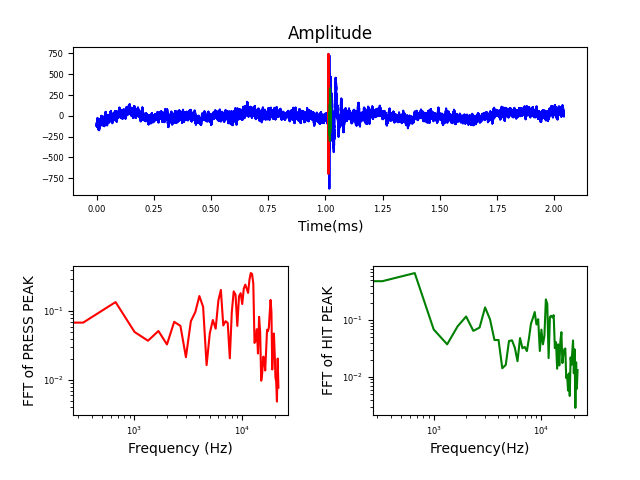 Amplitude
750
500
250
0
−250
−500
−750
0.00 0.25 0.50 0.75 1.00 1.25 1.50 1.75 2.00
Time(ms)
FFT of PRESS PEAK
10⁻¹
10⁻²
10³ 10⁴
Frequency (Hz)
FFT of HIT PEAK
10⁻¹
10⁻²
10³ 10⁴
Frequency(Hz)